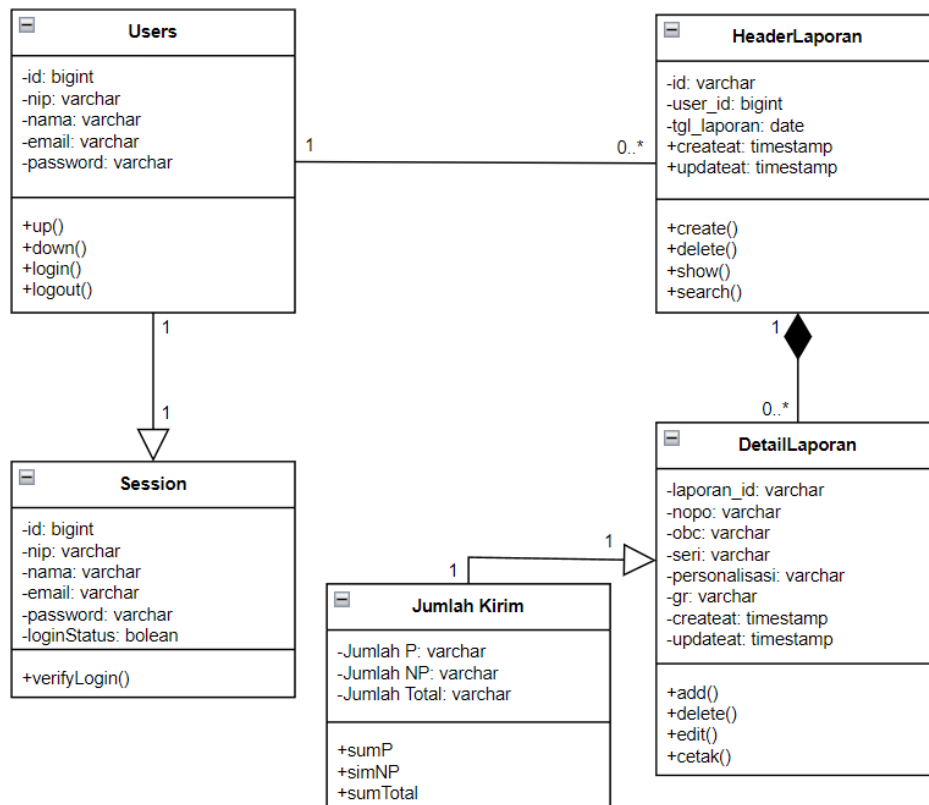 Users
-id: bigint
-nip: varchar
-nama: varchar
-email: varchar
-password: varchar
+up()
+down()
+login()
+logout()
1
0..*
HeaderLaporan
-id: varchar
-user_id: bigint
-tgl_laporan: date
+createat: timestamp
+updateat: timestamp
+create()
+delete()
+show()
+search()
1
1
Session
-id: bigint
-nip: varchar
-nama: varchar
-email: varchar
-password: varchar
-loginStatus: bolean
+verifyLogin()
1
0..*
DetailLaporan
-laporan_id: varchar
-nopo: varchar
-obc: varchar
-seri: varchar
-personalisasi: varchar
-gr: varchar
-createat: timestamp
-updateat: timestamp
+add()
+delete()
+edit()
+cetak()
1
1
Jumlah Kirim
-Jumlah P: varchar
-Jumlah NP: varchar
-Jumlah Total: varchar
+sumP
+simNP
+sumTotal